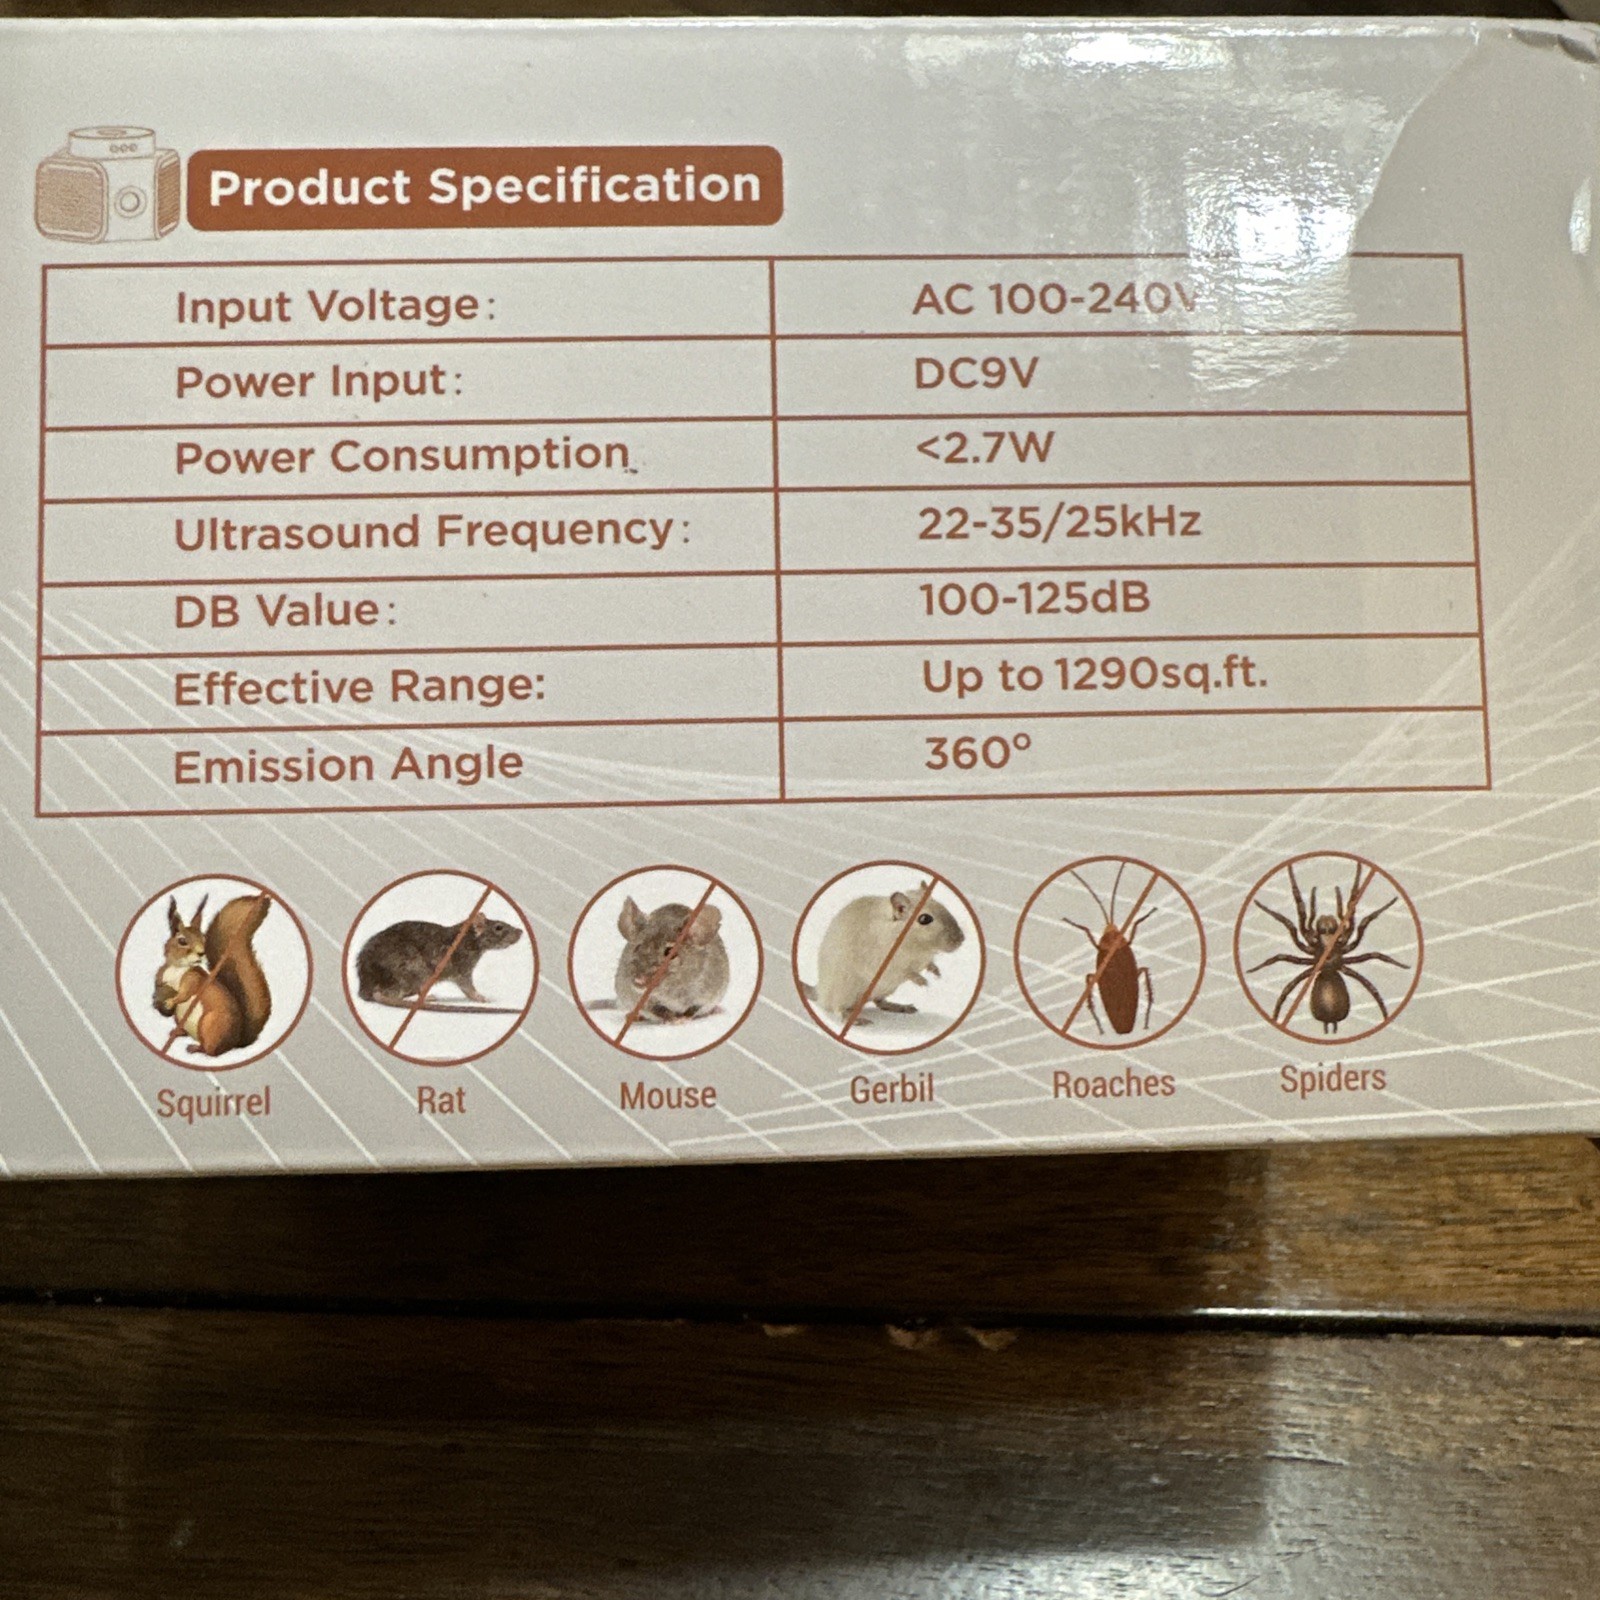 Product Specification
Input Voltage: AC 100-240V
Power Input: DC9V
Power Consumption <2.7W
Ultrasound Frequency: 22-35/25kHz
DB Value: 100-125dB
Effective Range: Up to 1290sq.ft.
Emission Angle 360°
Squirrel Rat Mouse Gerbil Roaches Spiders